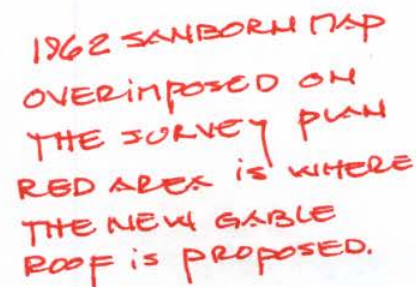 1962 SANBORN MAP
OVERIMPOSED ON
THE SURVEY PLAN
RED AREA is WHERE
THE NEW GABLE
ROOF is PROPOSED.